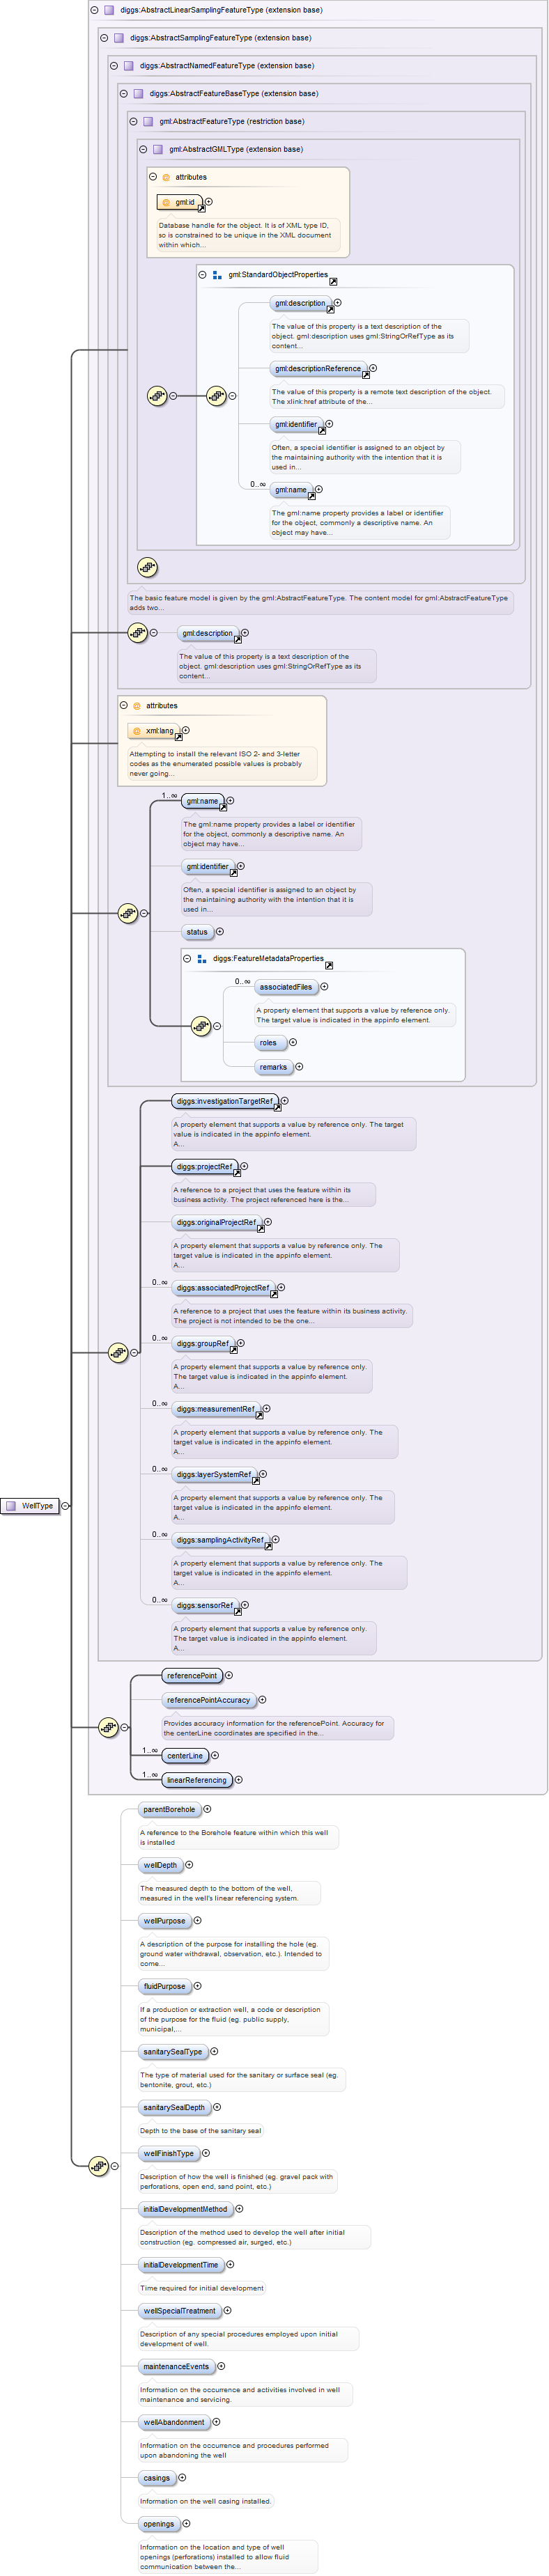 diggs:AbstractLinearSamplingFeatureType (extension base)
diggs:AbstractSamplingFeatureType (extension base)
diggs:AbstractNamedFeatureType (extension base)
diggs:AbstractFeatureBaseType (extension base)
gml:AbstractFeatureType (restriction base)
gml:AbstractGMLType (extension base)
attributes
gml:id
Database handle for the object. It is of XML type ID,
so is constrained to be unique in the XML document
within which...
gml:StandardObjectProperties
gml:description
The value of this property is a text description of the
object. gml:description uses gml:StringOrRefType as its
content...
gml:descriptionReference
The value of this property is a remote text description of the object.
The xlink:href attribute of the...
gml:identifier
Often, a special identifier is assigned to an object by
the maintaining authority with the intention that it is
used in...
0..∞
gml:name
The gml:name property provides a label or identifier
for the object, commonly a descriptive name. An
object may have...
The basic feature model is given by the gml:AbstractFeatureType. The content model for gml:AbstractFeatureType
adds two...
gml:description
The value of this property is a text description of the
object. gml:description uses gml:StringOrRefType as its
content...
attributes
xml:lang
Attempting to install the relevant ISO 2- and 3-letter
codes as the enumerated possible values is probably
never going...
1..∞
gml:name
The gml:name property provides a label or identifier
for the object, commonly a descriptive name. An
object may have...
gml:identifier
Often, a special identifier is assigned to an object by
the maintaining authority with the intention that it is
used in...
status
diggs:FeatureMetadataProperties
0..∞
associatedFiles
A property element that supports a value by reference only.
The target value is indicated in the appinfo element.
roles
remarks
diggs:investigationTargetRef
A property element that supports a value by reference only. The target
value is indicated in the appinfo element.
A...
diggs:projectRef
A reference to a project that uses the feature within its
business activity. The project referenced here is the...
diggs:originalProjectRef
A property element that supports a value by reference only. The
target value is indicated in the appinfo element.
A...
0..∞
diggs:associatedProjectRef
A reference to a project that uses the feature within its business activity.
The project is not intended to be the one...
0..∞
diggs:groupRef
A property element that supports a value by reference only.
The target value is indicated in the appinfo element.
A...
0..∞
diggs:measurementRef
A property element that supports a value by reference only. The
target value is indicated in the appinfo element.
A...
0..∞
diggs:layerSystemRef
A property element that supports a value by reference only. The
target value is indicated in the appinfo element.
A...
WellType
0..∞
diggs:samplingActivityRef
A property element that supports a value by reference only. The
target value is indicated in the appinfo element.
A...
0..∞
diggs:sensorRef
A property element that supports a value by reference only.
The target value is indicated in the appinfo element.
A...
referencePoint
referencePointAccuracy
Provides accuracy information for the referencePoint. Accuracy for
the centerLine coordinates are specified in the...
1..∞
centerLine
1..∞
linearReferencing
parentBorehole
A reference to the Borehole feature within which this well
is installed
wellDepth
The measured depth to the bottom of the well,
measured in the well's linear referencing system.
wellPurpose
A description of the purpose for installing the hole (eg.
ground water withdrawal, observation, etc.). Intended to
come...
fluidPurpose
If a production or extraction well, a code or description
of the purpose for the fluid (eg. public supply,
municipal,...
sanitarySealType
The type of material used for the sanitary or surface seal (eg.
bentonite, grout, etc.)
sanitarySealDepth
Depth to the base of the sanitary seal
wellFinishType
Description of how the well is finished (eg. gravel pack with
perforations, open end, sand point, etc.)
initialDevelopmentMethod
Description of the method used to develop the well after initial
construction (eg. compressed air, surged, etc.)
initialDevelopmentTime
Time required for initial development
wellSpecialTreatment
Description of any special procedures employed upon initial
development of well.
maintenanceEvents
Information on the occurrence and activities involved in well
maintenance and servicing.
wellAbandonment
Information on the occurrence and procedures performed
upon abandoning the well
casings
Information on the well casing installed.
openings
Information on the location and type of well
openings (perforations) installed to allow fluid
communication between the...